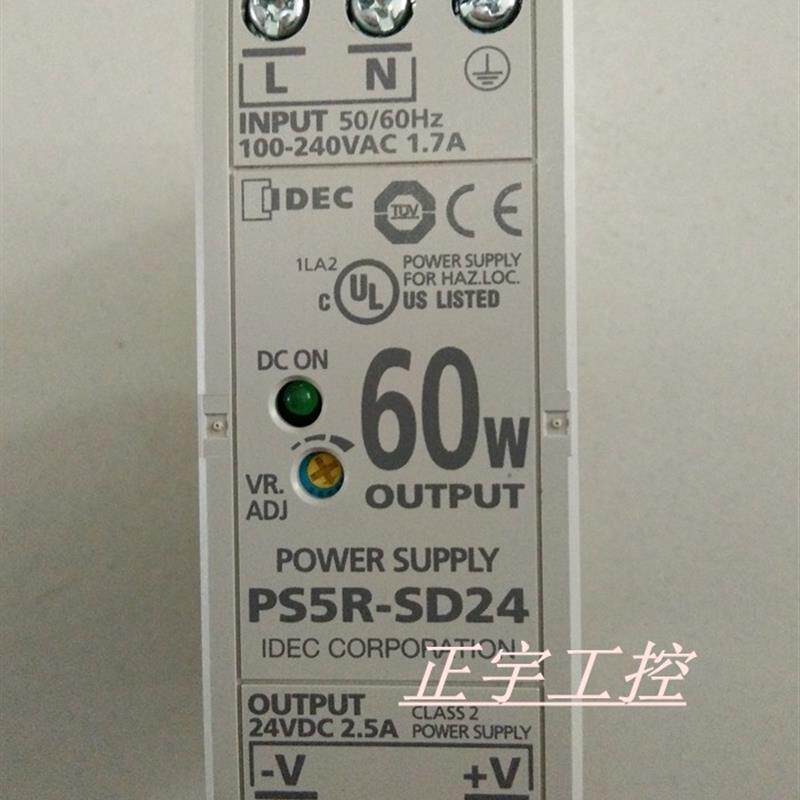 L N
INPUT 50/60Hz
100-240VAC 1.7A
IDEC TÜV CE
1LA2
C UL US LISTED
POWER SUPPLY
FOR HAZ.LOC.
DC ON
60W
OUTPUT
VR.
ADJ
POWER SUPPLY
PS5R-SD24
IDEC CORPORATION
正宇工控
OUTPUT
24VDC 2.5A
CLASS 2
POWER SUPPLY
-V +V